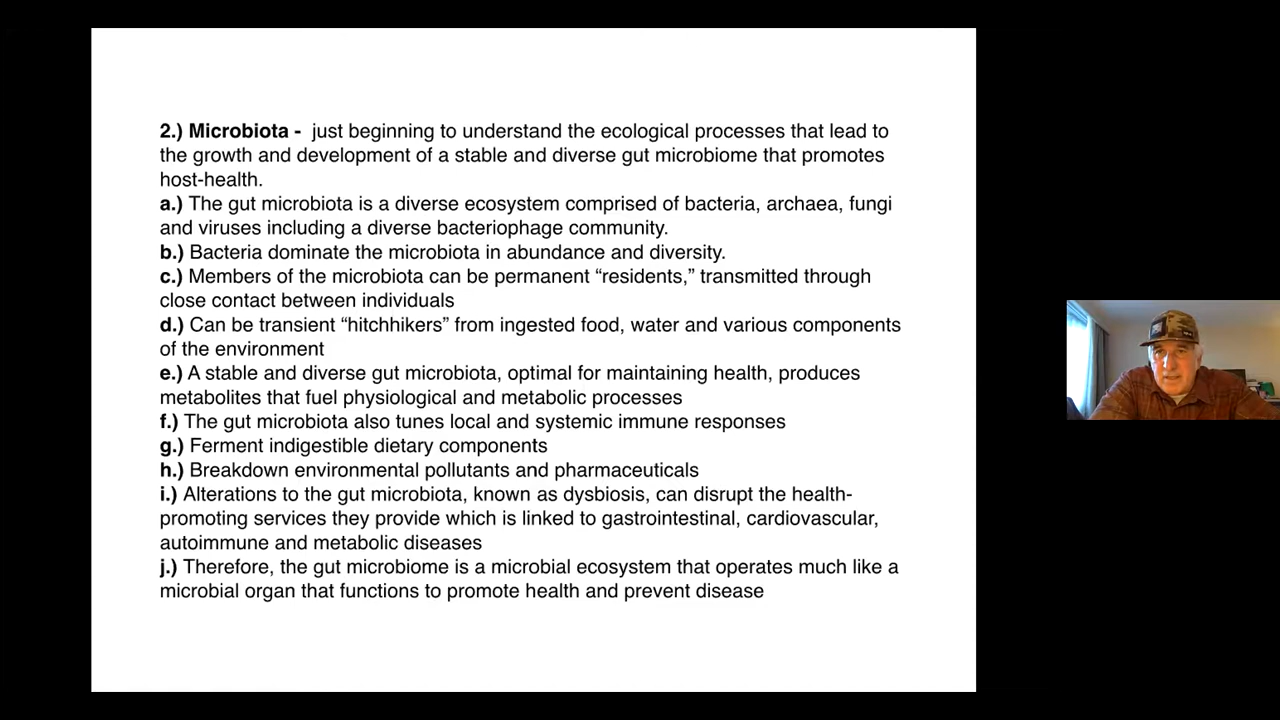 2.) Microbiota - just beginning to understand the ecological processes that lead to
the growth and development of a stable and diverse gut microbiome that promotes
host-health.
a.) The gut microbiota is a diverse ecosystem comprised of bacteria, archaea, fungi
and viruses including a diverse bacteriophage community.
b.) Bacteria dominate the microbiota in abundance and diversity.
c.) Members of the microbiota can be permanent “residents,” transmitted through
close contact between individuals
d.) Can be transient “hitchhikers” from ingested food, water and various components
of the environment
e.) A stable and diverse gut microbiota, optimal for maintaining health, produces
metabolites that fuel physiological and metabolic processes
f.) The gut microbiota also tunes local and systemic immune responses
g.) Ferment indigestible dietary components
h.) Breakdown environmental pollutants and pharmaceuticals
i.) Alterations to the gut microbiota, known as dysbiosis, can disrupt the health-
promoting services they provide which is linked to gastrointestinal, cardiovascular,
autoimmune and metabolic diseases
j.) Therefore, the gut microbiome is a microbial ecosystem that operates much like a
microbial organ that functions to promote health and prevent disease